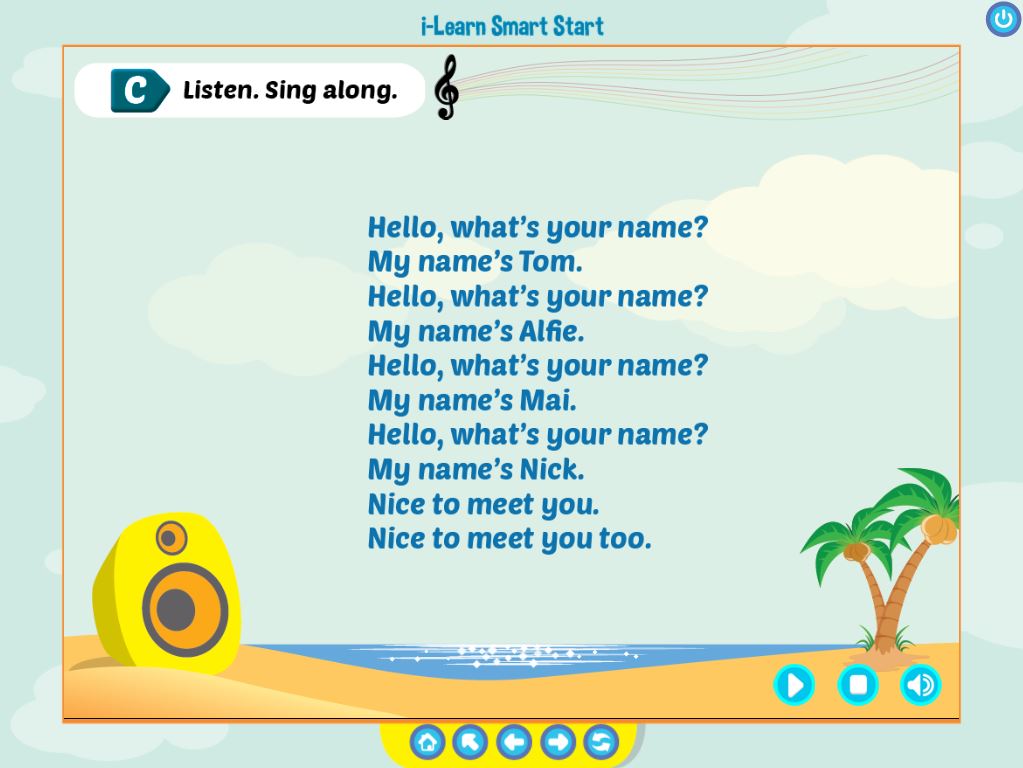 i-Learn Smart Start
C Listen. Sing along.
Hello, what's your name?
My name's Tom.
Hello, what's your name?
My name's Alfie.
Hello, what's your name?
My name's Mai.
Hello, what's your name?
My name's Nick.
Nice to meet you.
Nice to meet you too.